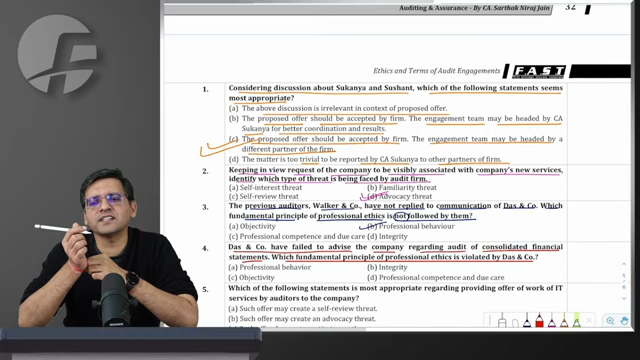 Auditing & Assurance - By CA. Sarthak Niraj Jain 32
Ethics and Terms of Audit Engagements F.A.S.T
1. Considering discussion about Sukanya and Sushant, which of the following statements seems
most appropriate?
(a) The above discussion is irrelevant in context of proposed offer.
(b) The proposed offer should be accepted by firm. The engagement team may be headed by CA
Sukanya for better coordination and results.
(c) The proposed offer should be accepted by firm. The engagement team may be headed by a
different partner of the firm.
(d) The matter is too trivial to be reported by CA Sukanya to other partners of firm.
2. Keeping in view request of the company to be visibly associated with company's new services,
identify which type of threat is being faced by audit firm.
(a) Self-interest threat (b) Familiarity threat
(c) Self-review threat (d) Advocacy threat
3. The previous auditors, Walker & Co., have not replied to communication of Das & Co. Which
fundamental principle of professional ethics is not followed by them?
(a) Objectivity (b) Professional behaviour
(c) Professional competence and due care (d) Integrity
4. Das & Co. have failed to advise the company regarding audit of consolidated financial
statements. Which fundamental principle of professional ethics is violated by Das & Co.?
(a) Professional behavior (b) Integrity
(c) Objectivity (d) Professional competence and due care
5. Which of the following statements is most appropriate regarding providing offer of work of IT
services by auditors to the company?
(a) Such offer may create a self-review threat.
(b) Such offer may create an advocacy threat.